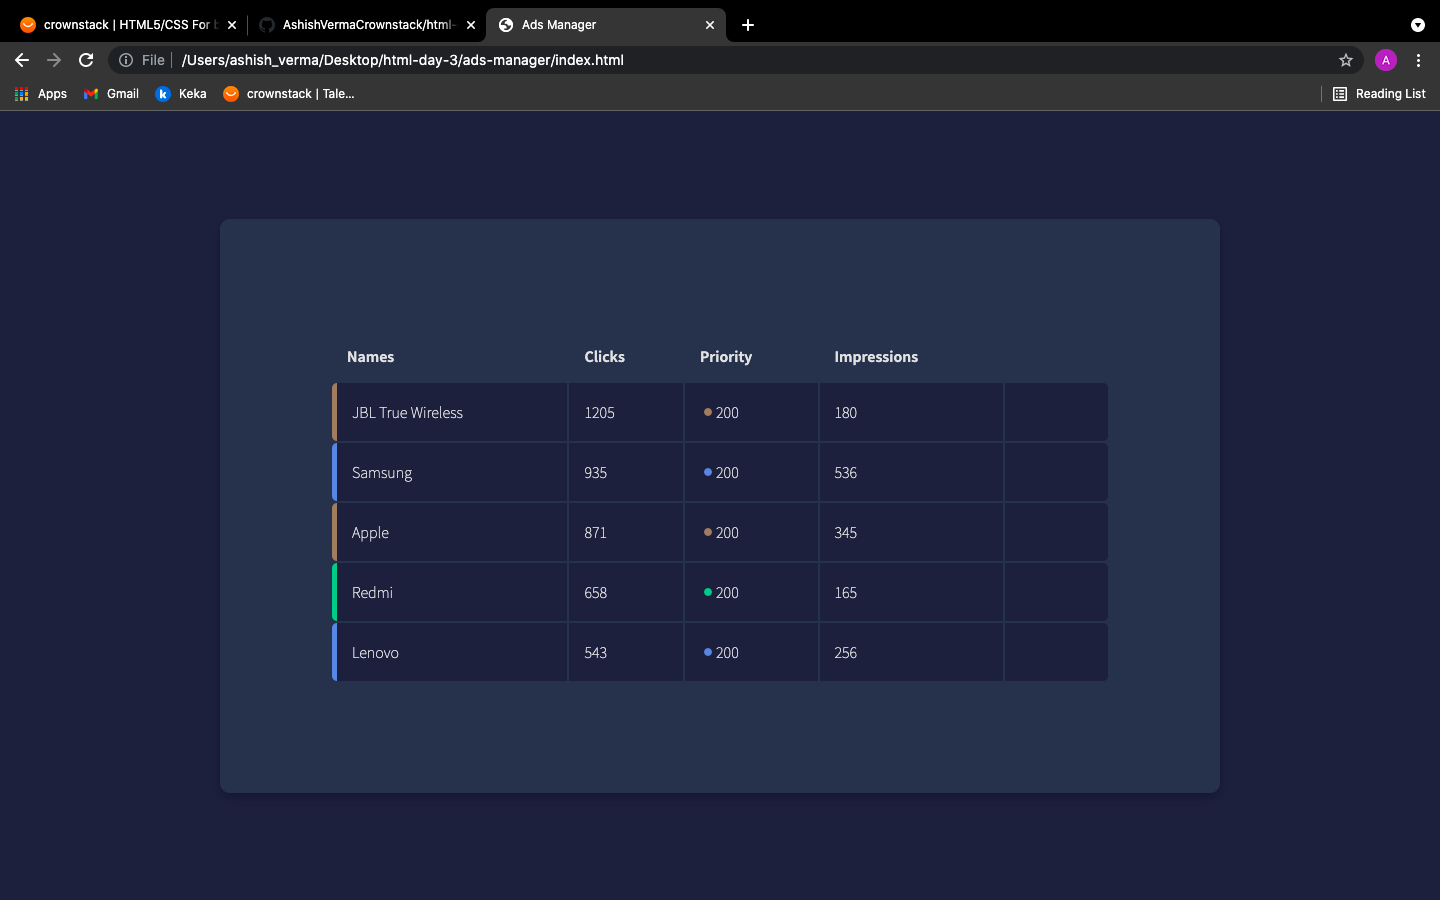 crownstack | HTML5/CSS For b
AshishVermaCrownstack/html-
Ads Manager
File
/Users/ashish_verma/Desktop/html-day-3/ads-manager/index.html
A
Apps
Gmail
k Keka
crownstack | Tale...
Reading List
Names Clicks Priority Impressions
JBL True Wireless 1205 200 180
Samsung 935 200 536
Apple 871 200 345
Redmi 658 200 165
Lenovo 543 200 256